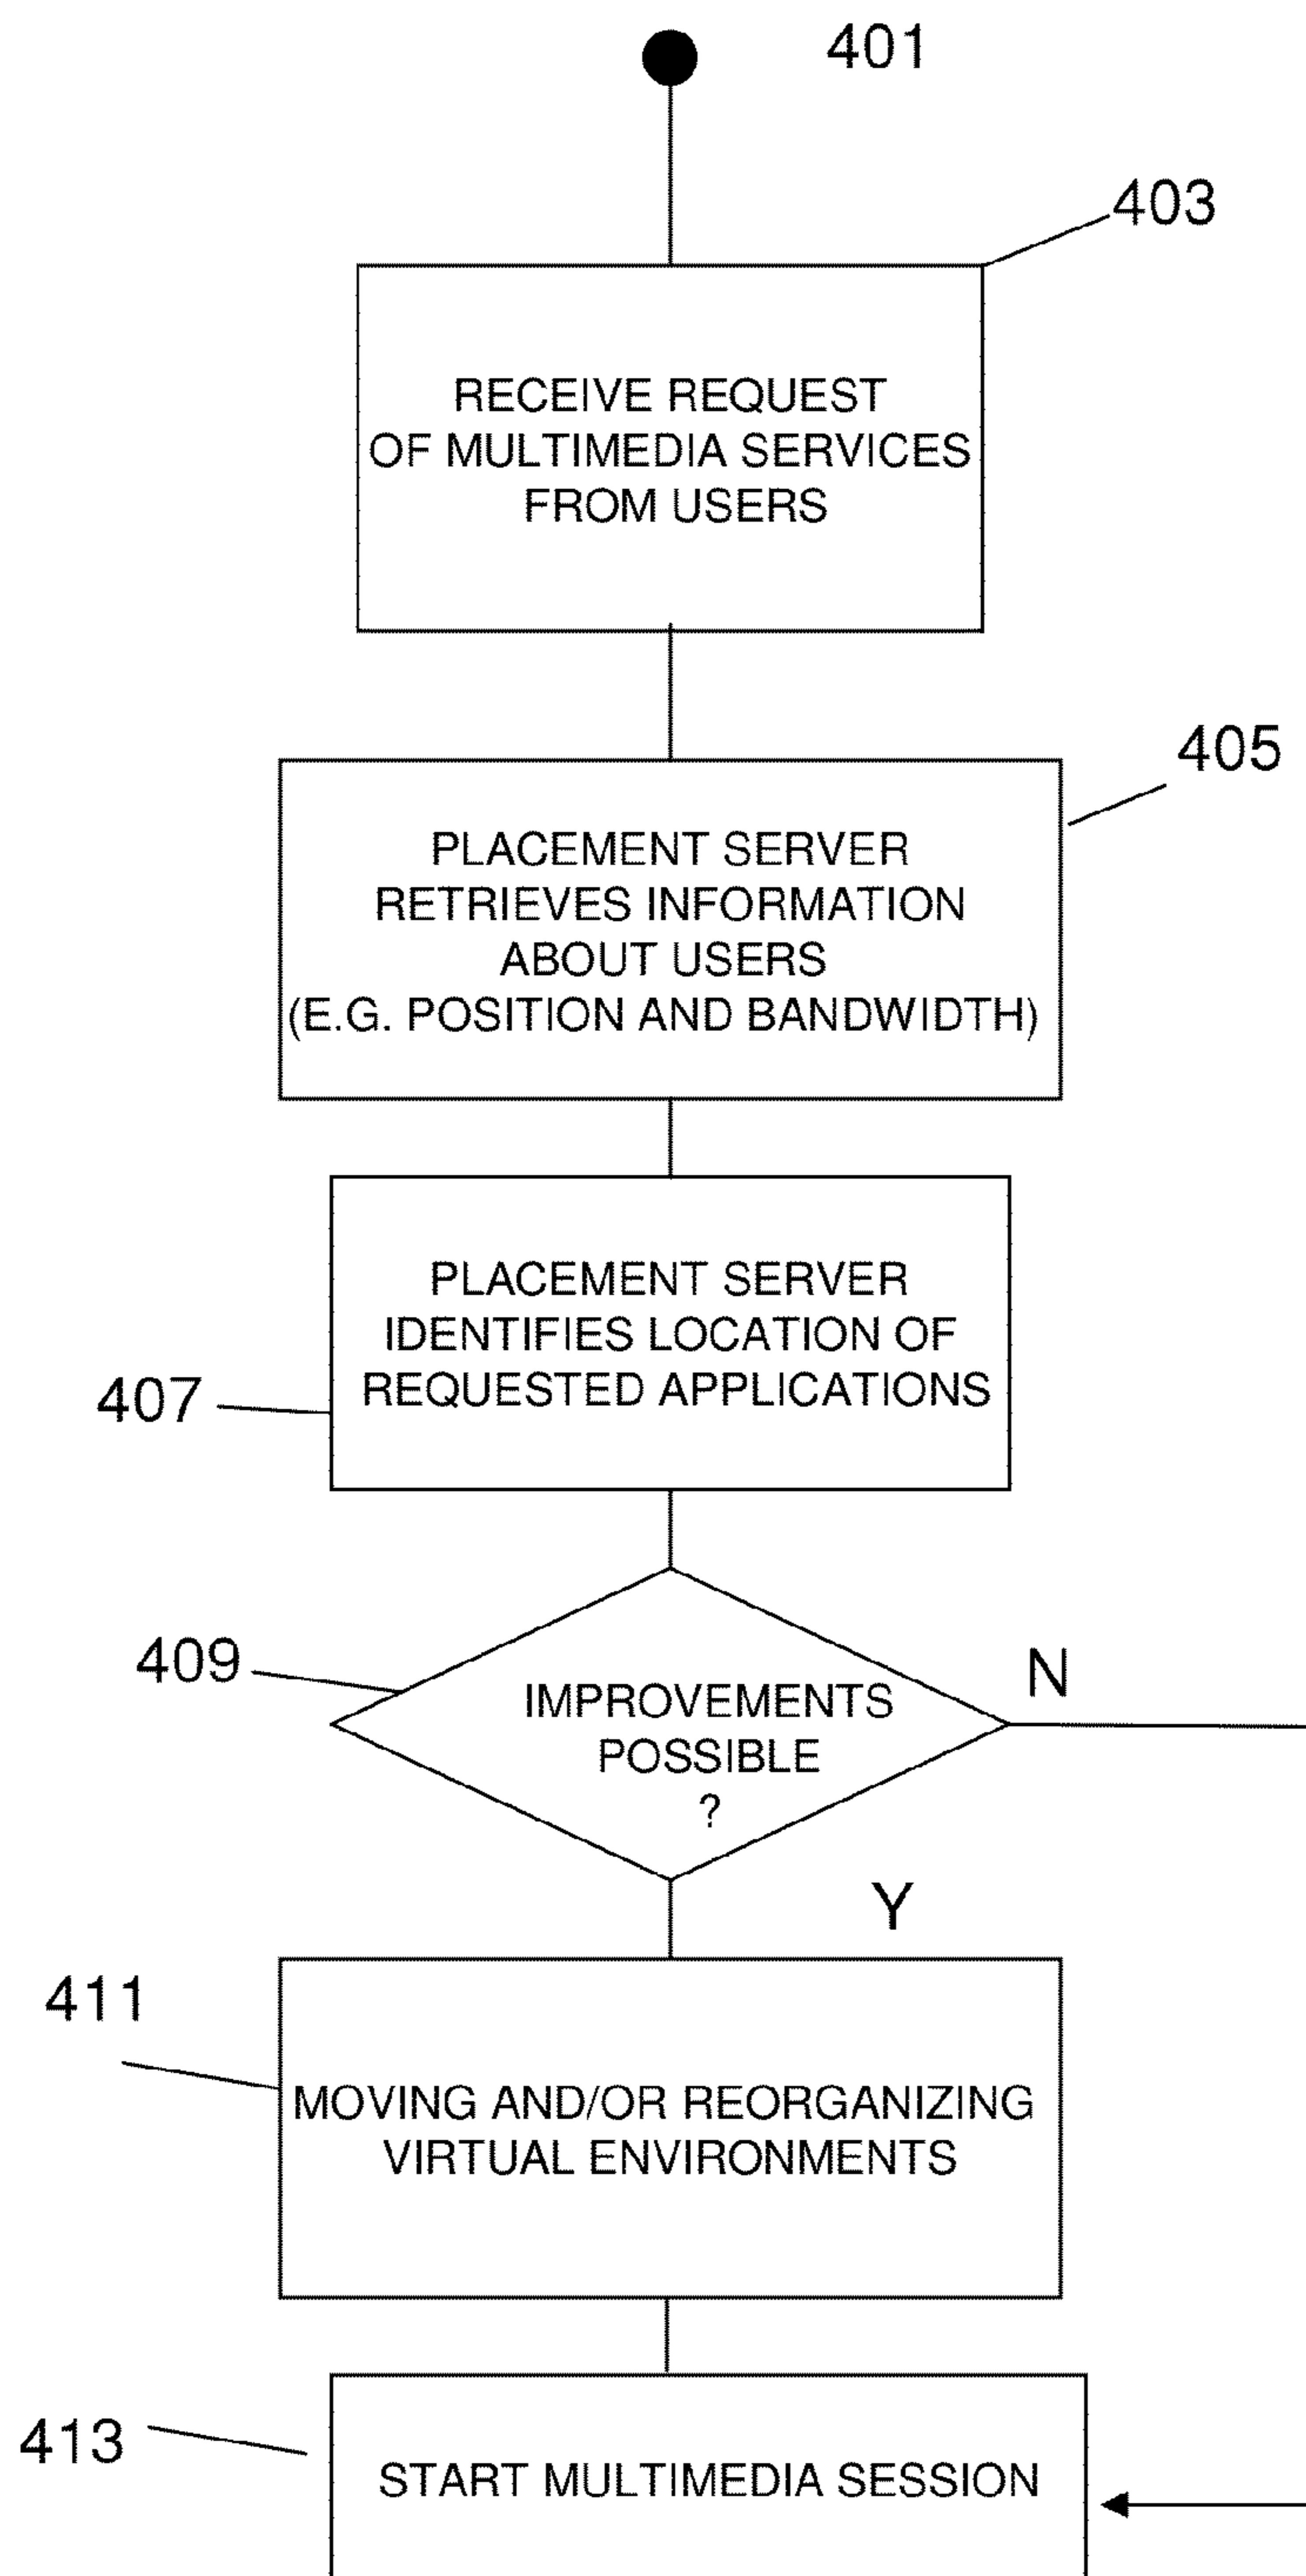 401
403
RECEIVE REQUEST
OF MULTIMEDIA SERVICES
FROM USERS
405
PLACEMENT SERVER
RETRIEVES INFORMATION
ABOUT USERS
(E.G. POSITION AND BANDWIDTH)
PLACEMENT SERVER
IDENTIFIES LOCATION OF
REQUESTED APPLICATIONS
407
409
IMPROVEMENTS
POSSIBLE
?
N
Y
411
MOVING AND/OR REORGANIZING
VIRTUAL ENVIRONMENTS
413
START MULTIMEDIA SESSION